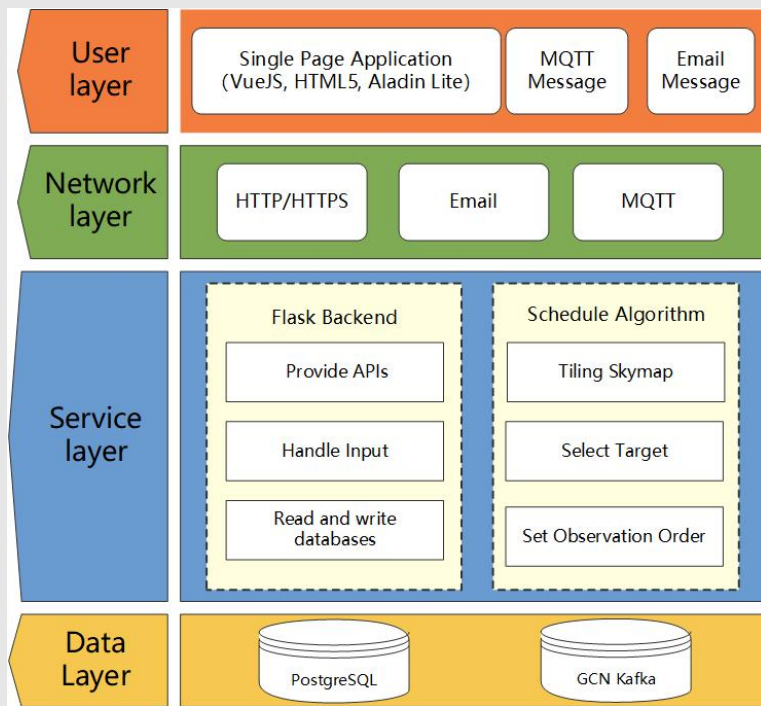 User
layer
Single Page Application
(VueJS, HTML5, Aladin Lite)
MQTT
Message
Email
Message
Network
layer
HTTP/HTTPS
Email
MQTT
Service
layer
Flask Backend
Provide APIs
Handle Input
Read and write
databases
Schedule Algorithm
Tiling Skymap
Select Target
Set Observation Order
Data
Layer
PostgreSQL
GCN Kafka